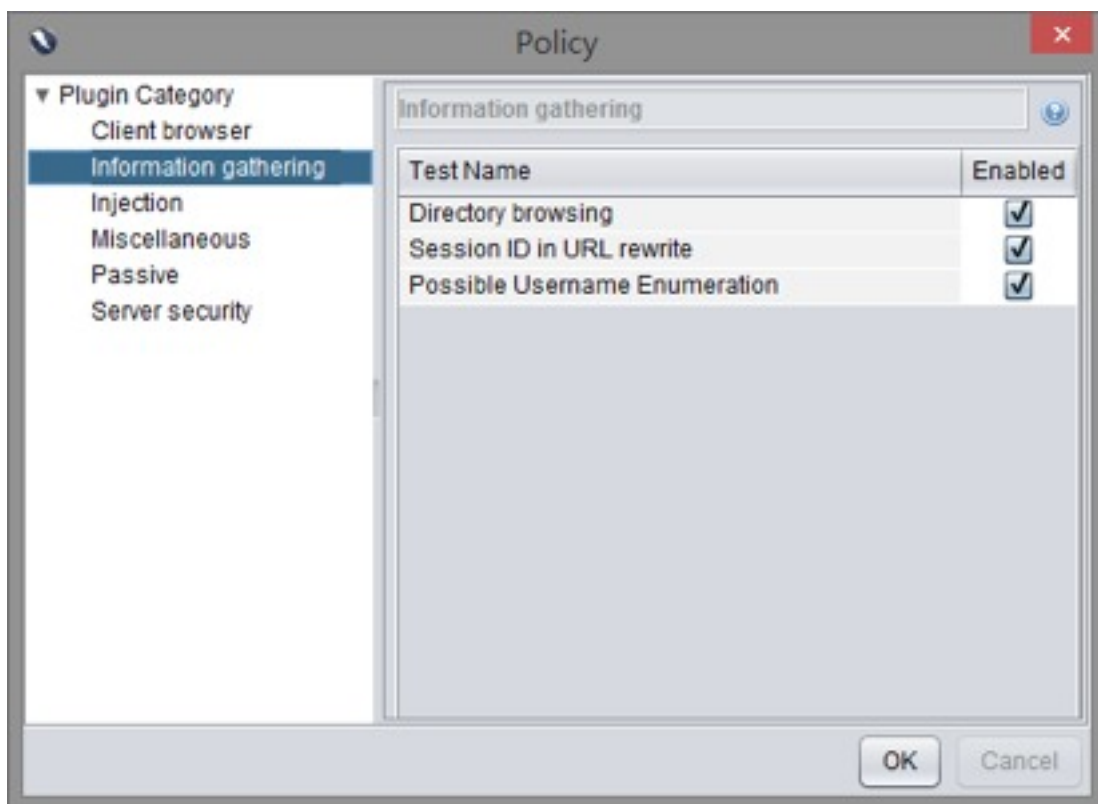 Policy
Plugin Category
Client browser
Information gathering
Injection
Miscellaneous
Passive
Server security
Information gathering
Test Name Enabled
Directory browsing
Session ID in URL rewrite
Possible Username Enumeration
OK Cancel